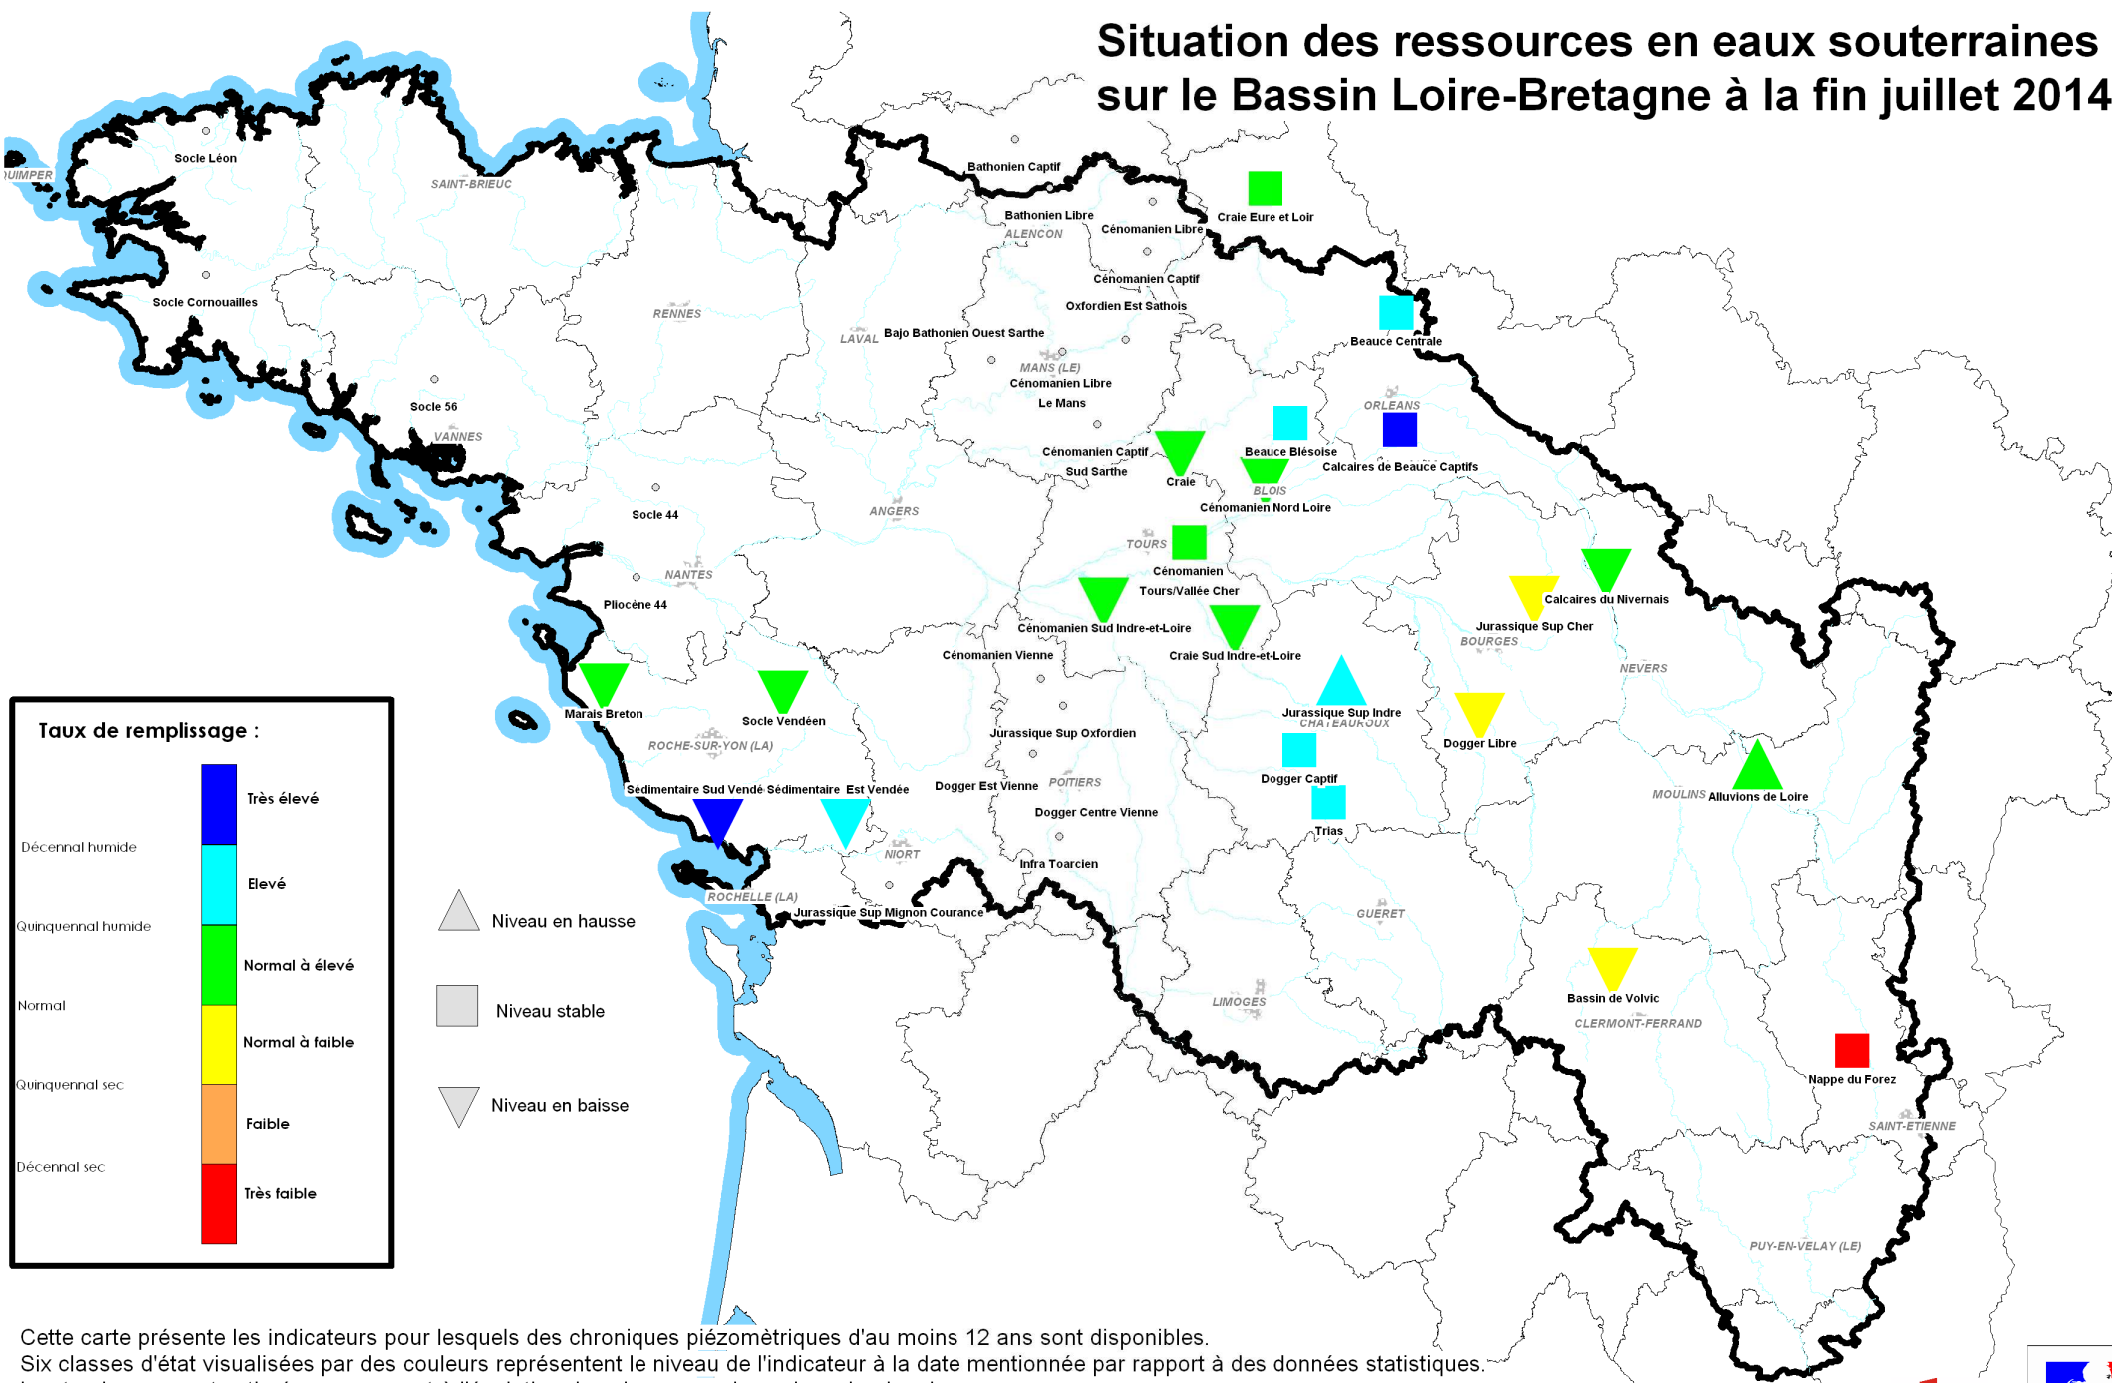 Situation des ressources en eaux souterraines
sur le Bassin Loire-Bretagne à la fin juillet 2014
Socle Léon
QUIMPER
SAINT-BRIEUC
Bathonien Captif
Bathonien Libre
ALENCON
Cénomanien Libre
Craie Eure et Loir
Cénomanien Captif
Socle Cornouailles
RENNES
Oxfordien Est Sathois
LAVAL
Bajo Bathonien Ouest Sarthe
Beauce Centrale
MANS (LE)
Cénomanien Libre
Le Mans
Socle 56
VANNES
ORLEANS
Cénomanien Captif
Sud Sarthe
Craie
Beauce Blésoise
Calcaires de Beauce Captifs
BLOIS
Cénomanien Nord Loire
Socle 44
ANGERS
TOURS
Cénomanien
Tours/Vallée Cher
NANTES
Pliocène 44
Calcaires du Nivernais
Jurassique Sup Cher
BOURGES
Cénomanien Sud Indre-et-Loire
Cénomanien Vienne
Craie Sud Indre-et-Loire
NEVERS
Marais Breton
Socle Vendéen
Jurassique Sup Indre
CHATEAUROUX
ROCHE-SUR-YON (LA)
Jurassique Sup Oxfordien
Dogger Libre
Dogger Captif
Dogger Est Vienne
POITIERS
Sédimentaire Sud Vendé
Sédimentaire Est Vendée
MOULINS
Alluvions de Loire
Dogger Centre Vienne
Trias
NIORT
Infra Toarcien
ROCHELLE (LA)
Jurassique Sup Mignon Courance
GUERET
LIMOGES
Bassin de Volvic
CLERMONT-FERRAND
Nappe du Forez
SAINT-ETIENNE
PUY-EN-VELAY (LE)
Taux de remplissage :
Très élevé
Décennal humide
Elevé
Quinquennal humide
Normal à élevé
Normal
Normal à faible
Quinquennal sec
Faible
Décennal sec
Très faible
Niveau en hausse
Niveau stable
Niveau en baisse
Cette carte présente les indicateurs pour lesquels des chroniques piézomètriques d'au moins 12 ans sont disponibles.
Six classes d'état visualisées par des couleurs représentent le niveau de l'indicateur à la date mentionnée par rapport à des données statistiques.